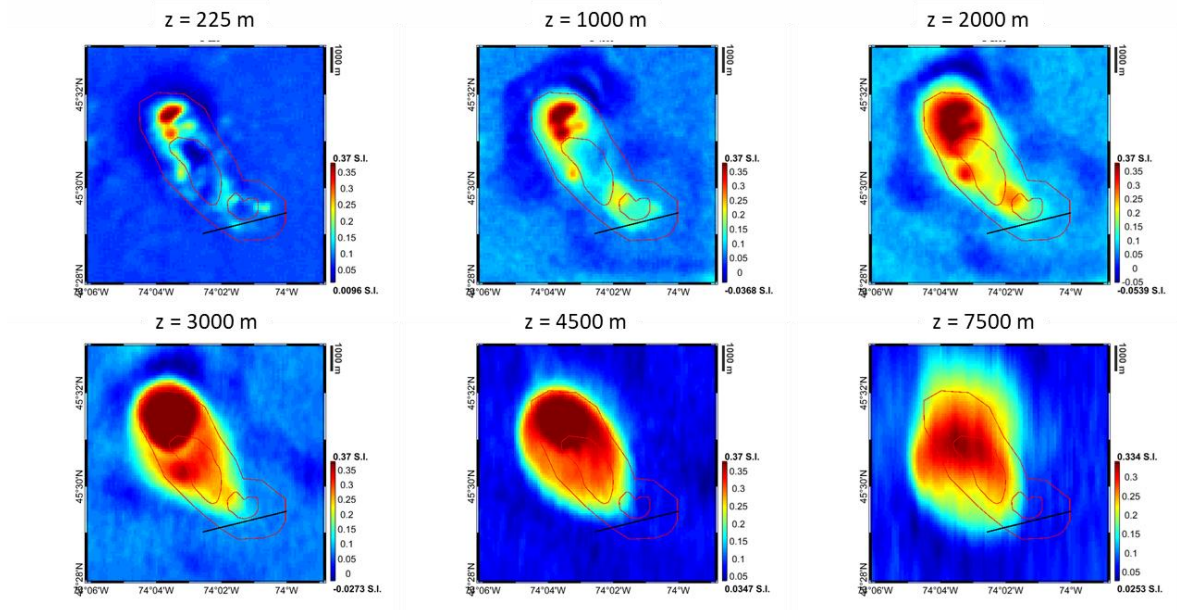 z = 225 m
1000 m
45°32'N
45°30'N
45°28'N
74°06'W 74°04'W 74°02'W 74°W
0.37 S.I.
0.35
0.3
0.25
0.2
0.15
0.1
0.05
0.0096 S.I.
z = 1000 m
1000 m
45°32'N
45°30'N
45°28'N
74°06'W 74°04'W 74°02'W 74°W
0.37 S.I.
0.35
0.3
0.25
0.2
0.15
0.1
0.05
0
-0.0368 S.I.
z = 2000 m
1000 m
45°32'N
45°30'N
45°28'N
74°06'W 74°04'W 74°02'W 74°W
0.37 S.I.
0.35
0.3
0.25
0.2
0.15
0.1
0.05
0
-0.05
-0.0539 S.I.
z = 3000 m
1000 m
45°32'N
45°30'N
45°28'N
74°06'W 74°04'W 74°02'W 74°W
0.37 S.I.
0.35
0.3
0.25
0.2
0.15
0.1
0.05
0
-0.0273 S.I.
z = 4500 m
1000 m
45°32'N
45°30'N
45°28'N
74°06'W 74°04'W 74°02'W 74°W
0.37 S.I.
0.35
0.3
0.25
0.2
0.15
0.1
0.05
0.0347 S.I.
z = 7500 m
1000 m
45°32'N
45°30'N
45°28'N
74°06'W 74°04'W 74°02'W 74°W
0.334 S.I.
0.3
0.25
0.2
0.15
0.1
0.05
0.0253 S.I.